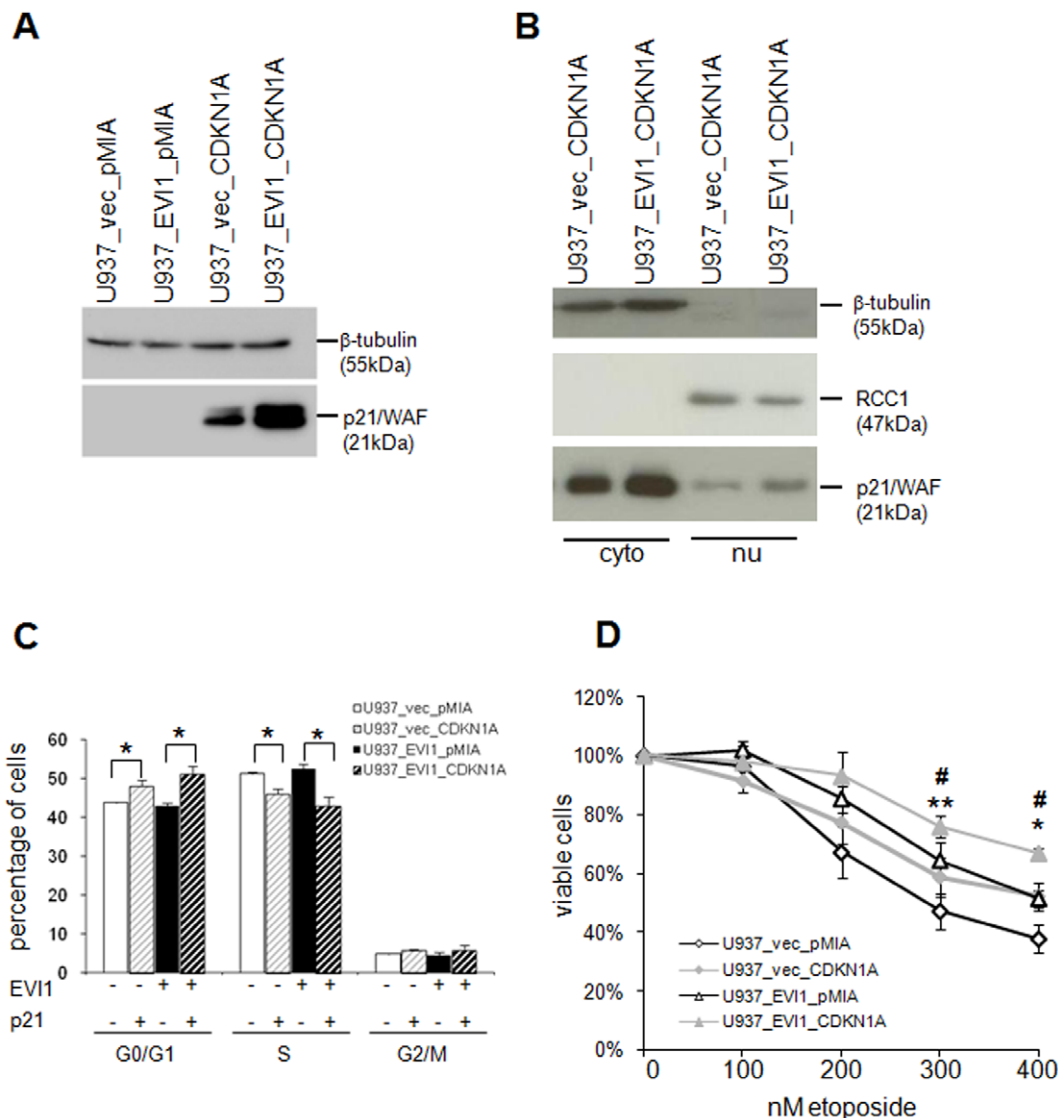 A
U937_vec_pMIA
U937_EVI1_pMIA
U937_vec_CDKN1A
U937_EVI1_CDKN1A
β-tubulin
(55kDa)
p21/WAF
(21kDa)
B
U937_vec_CDKN1A
U937_EVI1_CDKN1A
U937_vec_CDKN1A
U937_EVI1_CDKN1A
β-tubulin
(55kDa)
RCC1
(47kDa)
p21/WAF
(21kDa)
cyto nu
C
U937_vec_pMIA
U937_vec_CDKN1A
U937_EVI1_pMIA
U937_EVI1_CDKN1A
percentage of cells
60
50
40
30
20
10
0
* * * *
EVI1 - - + + - - + + - - + +
p21 - + - + - + - + - + - +
G0/G1 S G2/M
D
viable cells
120%
100%
80%
60%
40%
20%
0%
# #
** *
U937_vec_pMIA
U937_vec_CDKN1A
U937_EVI1_pMIA
U937_EVI1_CDKN1A
0 100 200 300 400
nM etoposide